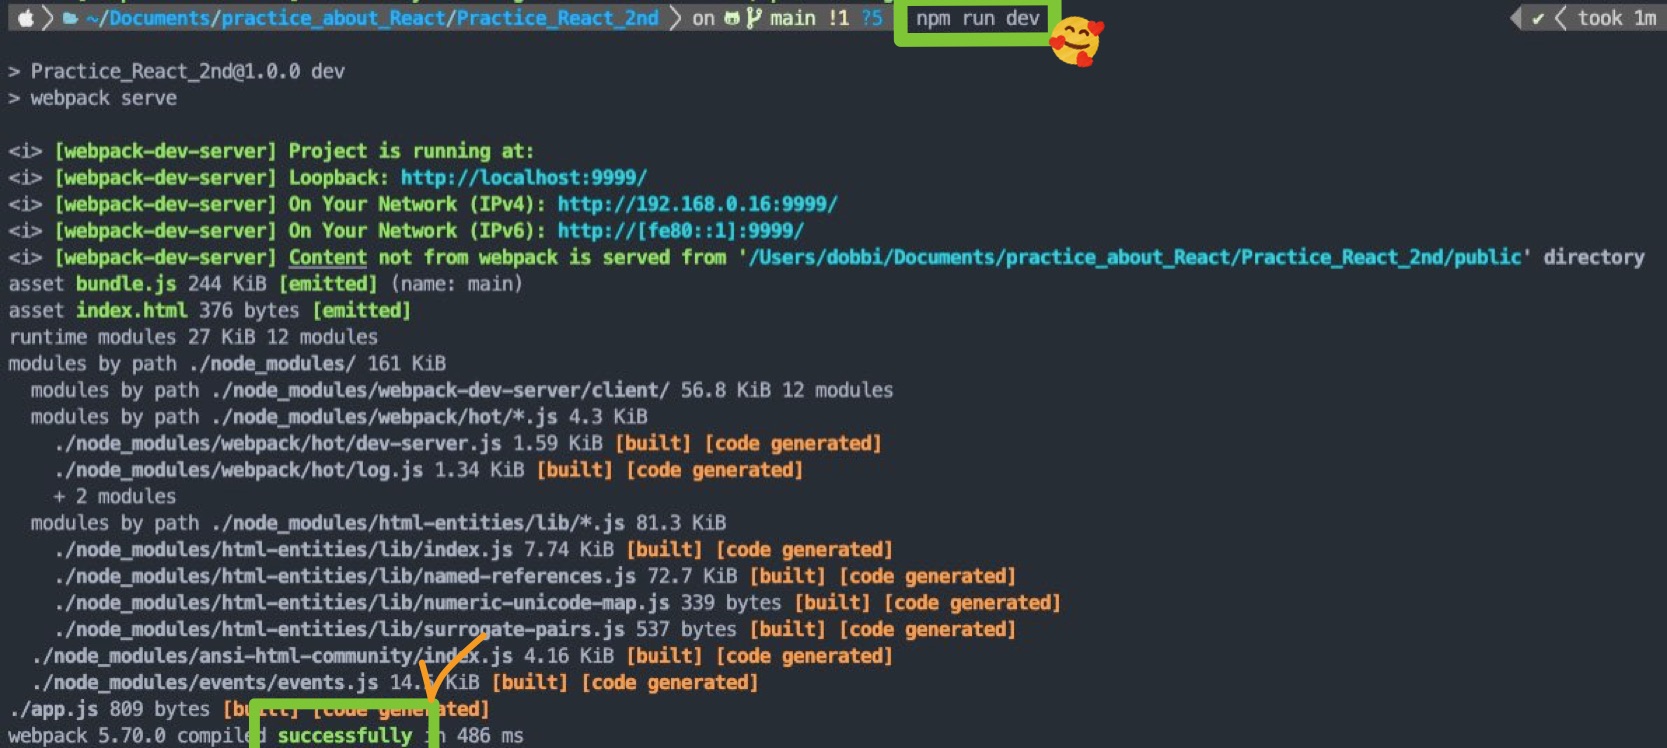 ~/Documents/practice_about_React/Practice_React_2nd on main !1 ?5 npm run dev ✔ took 1m
> Practice_React_2nd@1.0.0 dev
> webpack serve
<i> [webpack-dev-server] Project is running at:
<i> [webpack-dev-server] Loopback: http://localhost:9999/
<i> [webpack-dev-server] On Your Network (IPv4): http://192.168.0.16:9999/
<i> [webpack-dev-server] On Your Network (IPv6): http://[fe80::1]:9999/
<i> [webpack-dev-server] Content not from webpack is served from '/Users/dobbi/Documents/practice_about_React/Practice_React_2nd/public' directory
asset bundle.js 244 KiB [emitted] (name: main)
asset index.html 376 bytes [emitted]
runtime modules 27 KiB 12 modules
modules by path ./node_modules/ 161 KiB
modules by path ./node_modules/webpack-dev-server/client/ 56.8 KiB 12 modules
modules by path ./node_modules/webpack/hot/*.js 4.3 KiB
./node_modules/webpack/hot/dev-server.js 1.59 KiB [built] [code generated]
./node_modules/webpack/hot/log.js 1.34 KiB [built] [code generated]
+ 2 modules
modules by path ./node_modules/html-entities/lib/*.js 81.3 KiB
./node_modules/html-entities/lib/index.js 7.74 KiB [built] [code generated]
./node_modules/html-entities/lib/named-references.js 72.7 KiB [built] [code generated]
./node_modules/html-entities/lib/numeric-unicode-map.js 339 bytes [built] [code generated]
./node_modules/html-entities/lib/surrogate-pairs.js 537 bytes [built] [code generated]
./node_modules/ansi-html-community/index.js 4.16 KiB [built] [code generated]
./node_modules/events/events.js KiB [built] [code generated]
./app.js 809 bytes [built] [code generated]
webpack 5.70.0 compiled successfully in 486 ms